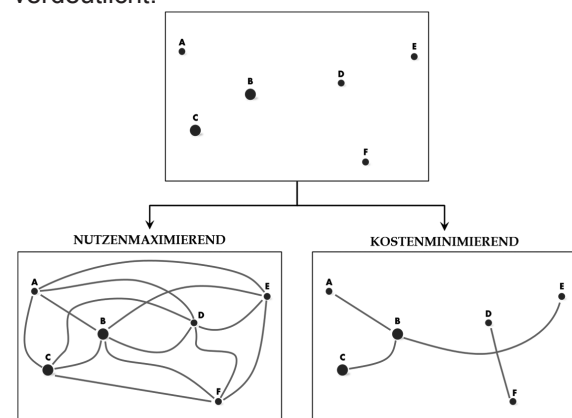 verdeutlicht:
A
E
B
D
C
F
NUTZENMAXIMIEREND
KOSTENMINIMIEREND
A
E
B
D
C
F
A
E
B
D
C
F